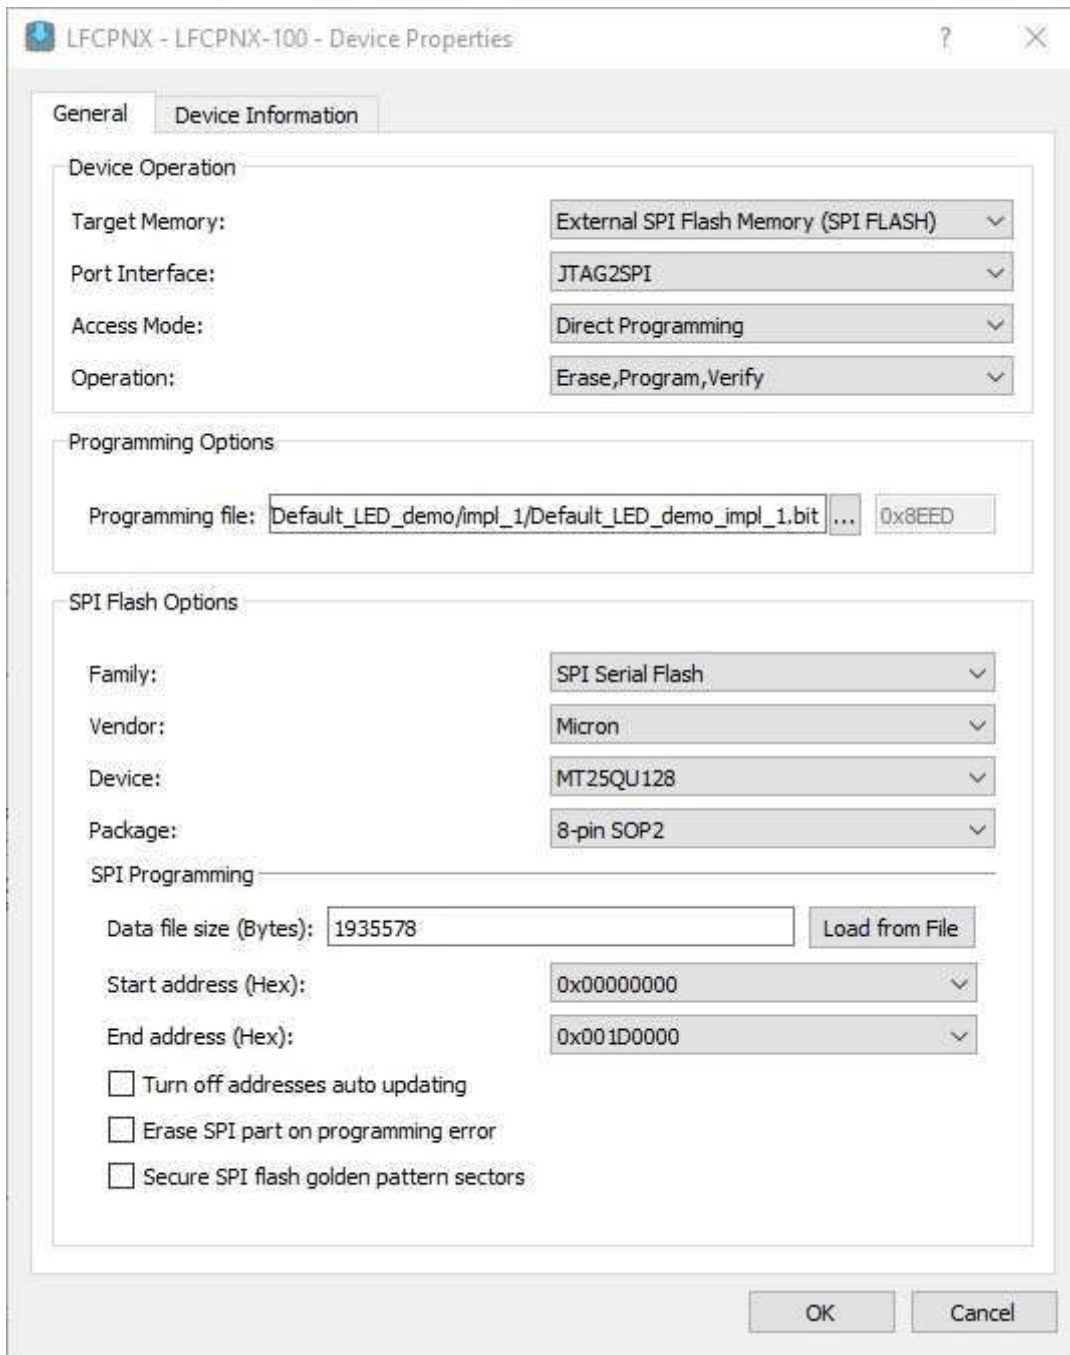 LFCPNX - LFCPNX-100 - Device Properties ?
General Device Information
Device Operation
Target Memory: External SPI Flash Memory (SPI FLASH)
Port Interface: JTAG2SPI
Access Mode: Direct Programming
Operation: Erase,Program,Verify
Programming Options
Programming file: Default_LED_demo/impl_1/Default_LED_demo_impl_1.bit ... 0x8EED
SPI Flash Options
Family: SPI Serial Flash
Vendor: Micron
Device: MT25QU128
Package: 8-pin SOP2
SPI Programming
Data file size (Bytes): 1935578 Load from File
Start address (Hex): 0x00000000
End address (Hex): 0x001D0000
Turn off addresses auto updating
Erase SPI part on programming error
Secure SPI flash golden pattern sectors
OK Cancel